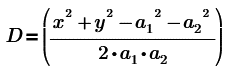 D = ( (x² + y² - a₁² - a₂²) / (2 • a₁ • a₂) )